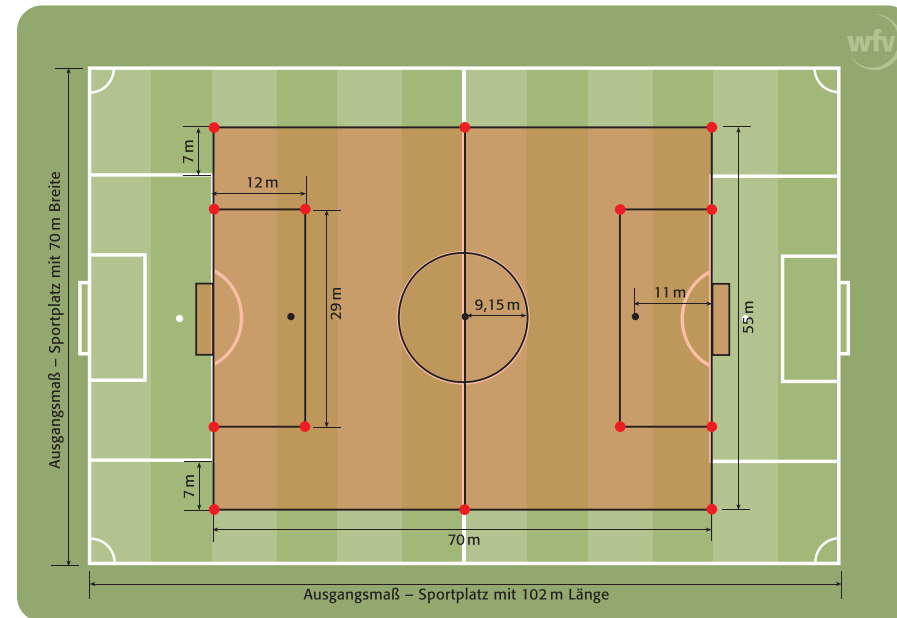 wfv
7 m
12 m
Ausgangsmaß – Sportplatz mit 70 m Breite
29 m
9,15 m
11 m
55 m
7 m
70 m
Ausgangsmaß – Sportplatz mit 102 m Länge